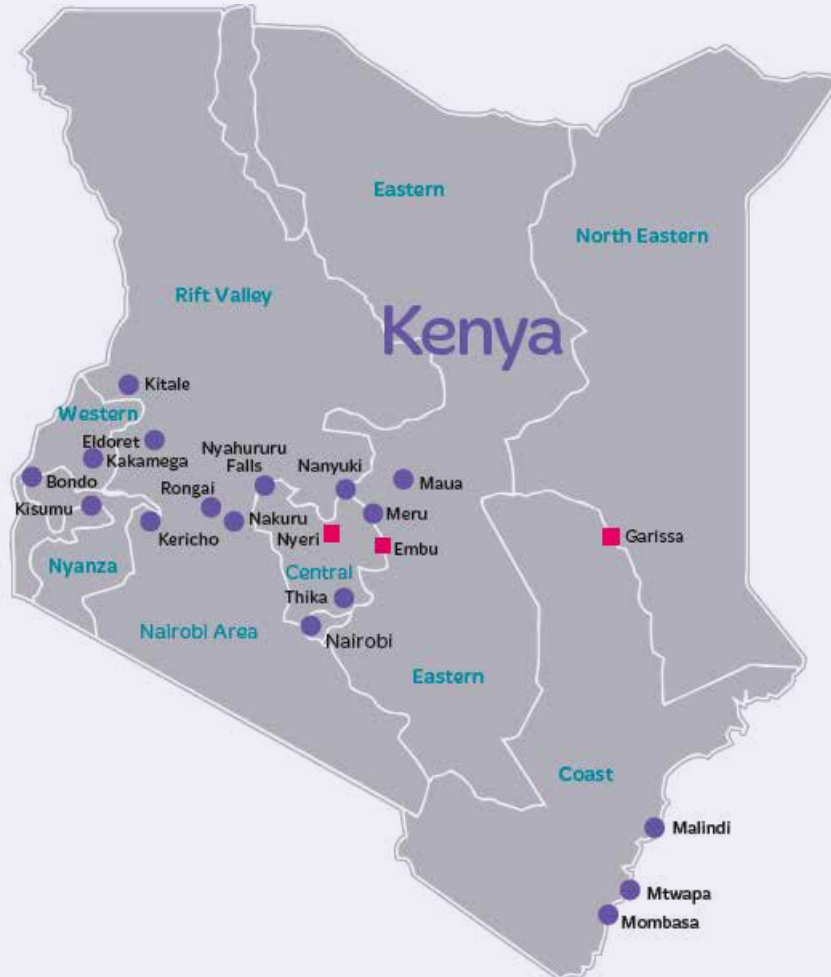 Eastern
North Eastern
Rift Valley
Kenya
Kitale
Western
Eldoret
Kakamega
Nyahururu
Falls
Nanyuki
Maua
Bondo
Rongai
Kisumu
Meru
Kericho
Nakuru
Nyeri
Embu
Garissa
Nyanza
Central
Thika
Nairobi Area
Nairobi
Eastern
Coast
Malindi
Mtwapa
Mombasa